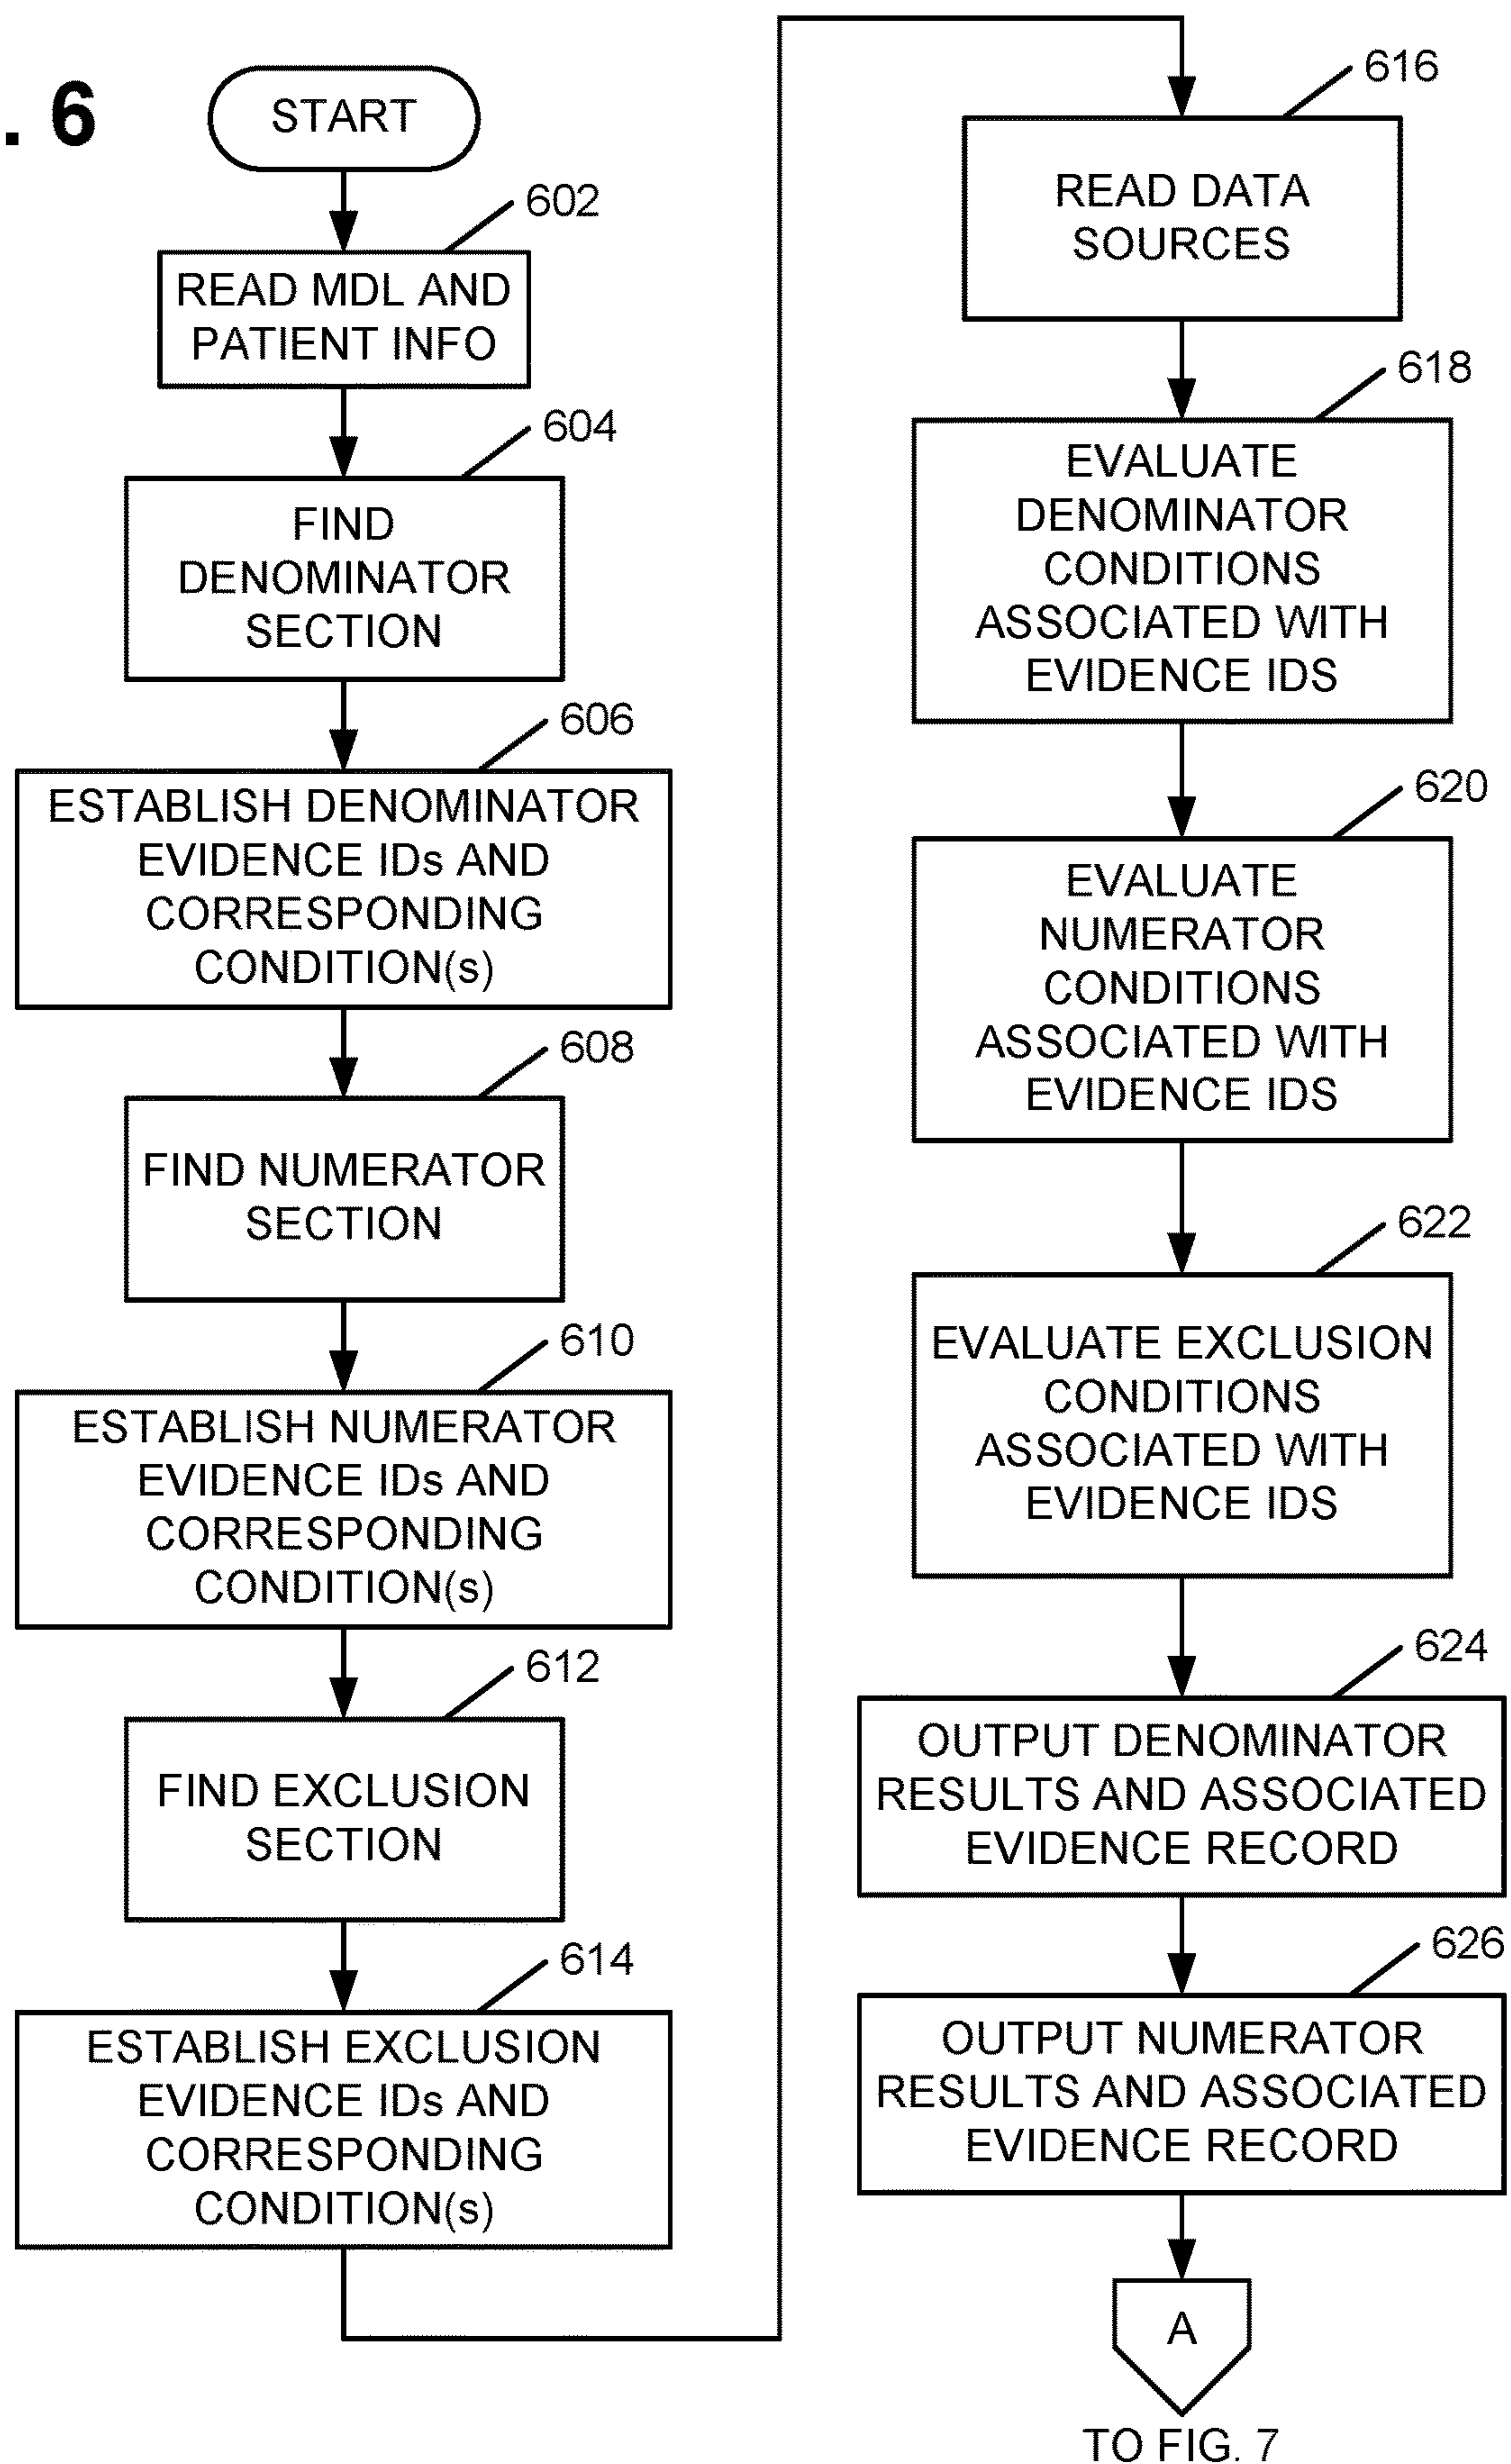 . 6
START
602
READ MDL AND
PATIENT INFO
604
FIND
DENOMINATOR
SECTION
606
ESTABLISH DENOMINATOR
EVIDENCE IDs AND
CORRESPONDING
CONDITION(s)
608
FIND NUMERATOR
SECTION
610
ESTABLISH NUMERATOR
EVIDENCE IDs AND
CORRESPONDING
CONDITION(s)
612
FIND EXCLUSION
SECTION
614
ESTABLISH EXCLUSION
EVIDENCE IDs AND
CORRESPONDING
CONDITION(s)
616
READ DATA
SOURCES
618
EVALUATE
DENOMINATOR
CONDITIONS
ASSOCIATED WITH
EVIDENCE IDS
620
EVALUATE
NUMERATOR
CONDITIONS
ASSOCIATED WITH
EVIDENCE IDS
622
EVALUATE EXCLUSION
CONDITIONS
ASSOCIATED WITH
EVIDENCE IDS
624
OUTPUT DENOMINATOR
RESULTS AND ASSOCIATED
EVIDENCE RECORD
626
OUTPUT NUMERATOR
RESULTS AND ASSOCIATED
EVIDENCE RECORD
A
TO FIG. 7